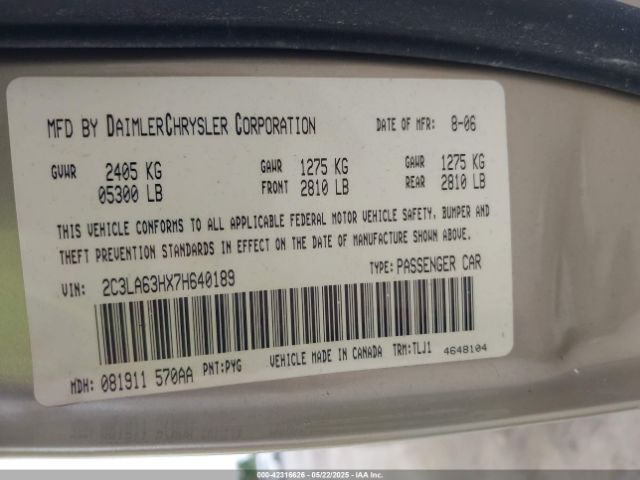 MFD BY DAIMLERCHRYSLER CORPORATION DATE OF MFR: 8-06
GVWR 2405 KG GAWR 1275 KG GAWR 1275 KG
05300 LB FRONT 2810 LB REAR 2810 LB
THIS VEHICLE CONFORMS TO ALL APPLICABLE FEDERAL MOTOR VEHICLE SAFETY, BUMPER AND
THEFT PREVENTION STANDARDS IN EFFECT ON THE DATE OF MANUFACTURE SHOWN ABOVE.
VIN: 2C3LA63HX7H640189 TYPE: PASSENGER CAR
MDH: 081911 570AA PNT: PYG VEHICLE MADE IN CANADA TRM: TLJ1 4648104
COPART-42316626 - 05/22/2025 - IAA Inc.